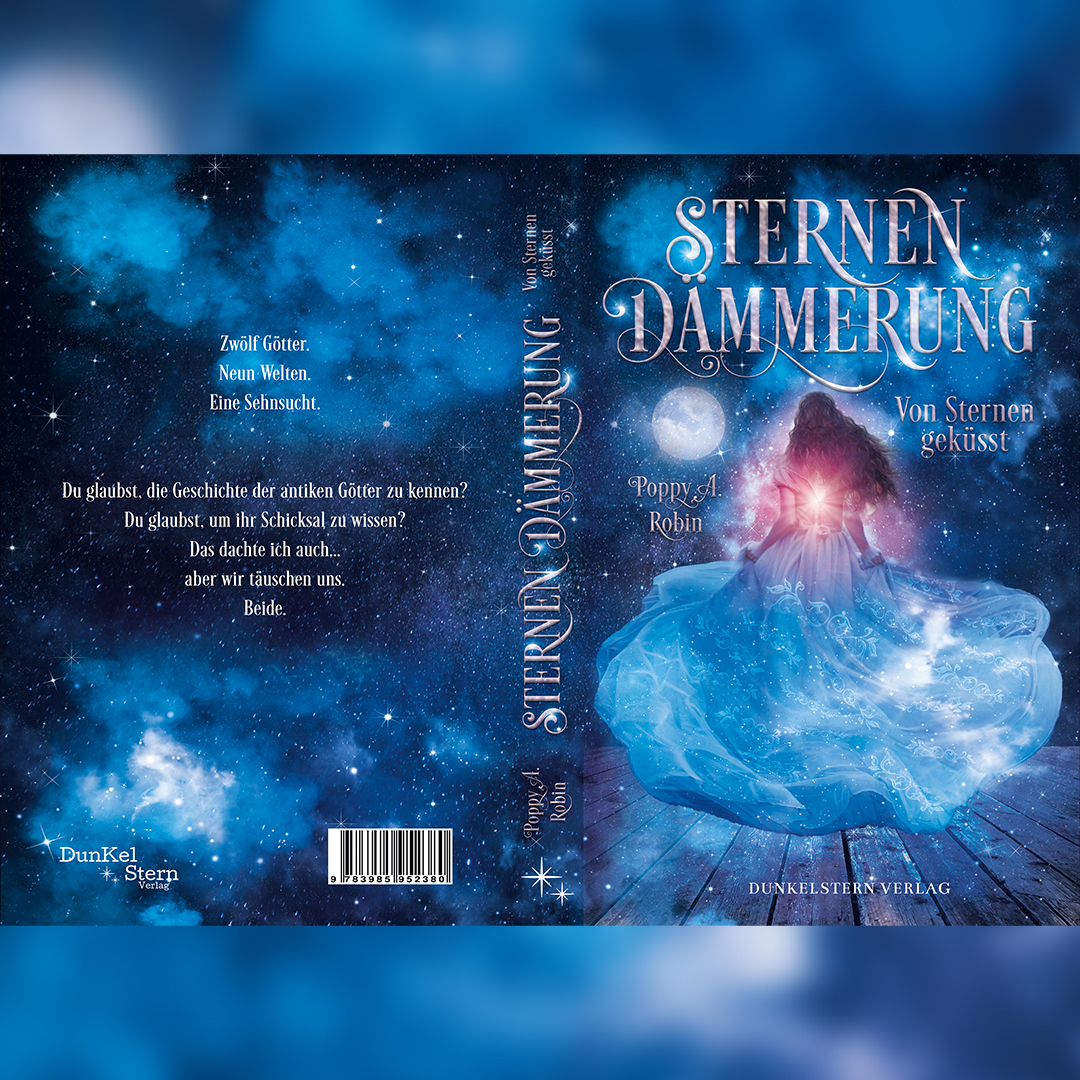 Zwölf Götter.
Neun Welten.
Eine Sehnsucht.
Du glaubst, die Geschichte der antiken Götter zu kennen?
Du glaubst, um ihr Schicksal zu wissen?
Das dachte ich auch...
aber wir täuschen uns.
Beide.
DunKel
Stern
Verlag
9 783985 952380
Von Sternen
geküsst
STERNEN DÄMMERUNG
Poppy A.
Robin
STERNEN
DÄMMERUNG
Von Sternen
geküsst
Poppy A.
Robin
DUNKELSTERN VERLAG